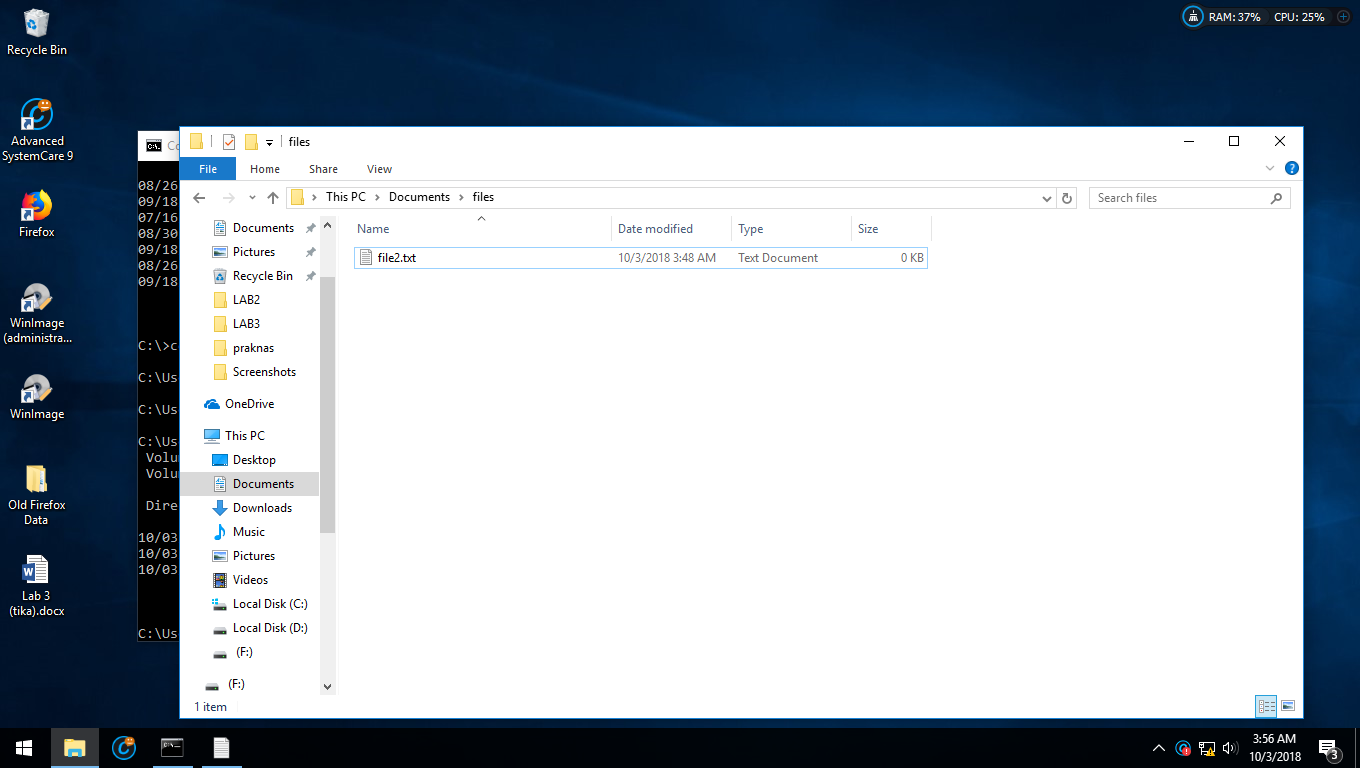 Recycle Bin
Advanced
SystemCare 9
Firefox
WinImage
(administra...
WinImage
Old Firefox
Data
Lab 3
(tika).docx
RAM: 37% CPU: 25%
C:\.
Co
08/26
09/18
07/16
08/30
09/18
08/26
09/18
C:\>c
C:\Us
C:\Us
C:\Us
Volu
Volu
Dire
10/03
10/03
10/03
C:\Us
files
File Home Share View
This PC > Documents > files
Search files
Documents
Pictures
Recycle Bin
LAB2
LAB3
praknas
Screenshots
OneDrive
This PC
Desktop
Documents
Downloads
Music
Pictures
Videos
Local Disk (C:)
Local Disk (D:)
(F:)
(F:)
Name Date modified Type Size
file2.txt 10/3/2018 3:48 AM Text Document 0 KB
1 item
3:56 AM
10/3/2018
3